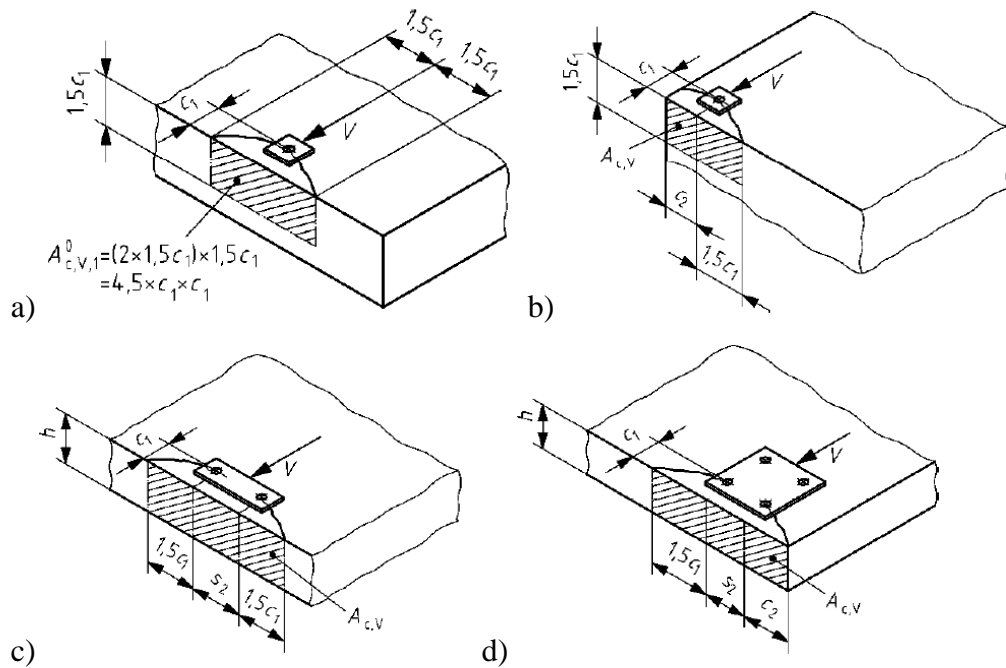 1,5c₁
1,5c₁
1,5c₁
c₁
V
A⁰c,V,1=(2×1,5c₁)×1,5c₁
=4,5×c₁×c₁
a)
1,5c₁
c₁
V
Ac,V
c₂
1,5c₁
b)
h
c₁
V
1,5c₁
s₂
1,5c₁
Ac,V
c)
h
c₁
V
1,5c₁
s₂
c₂
Ac,V
d)